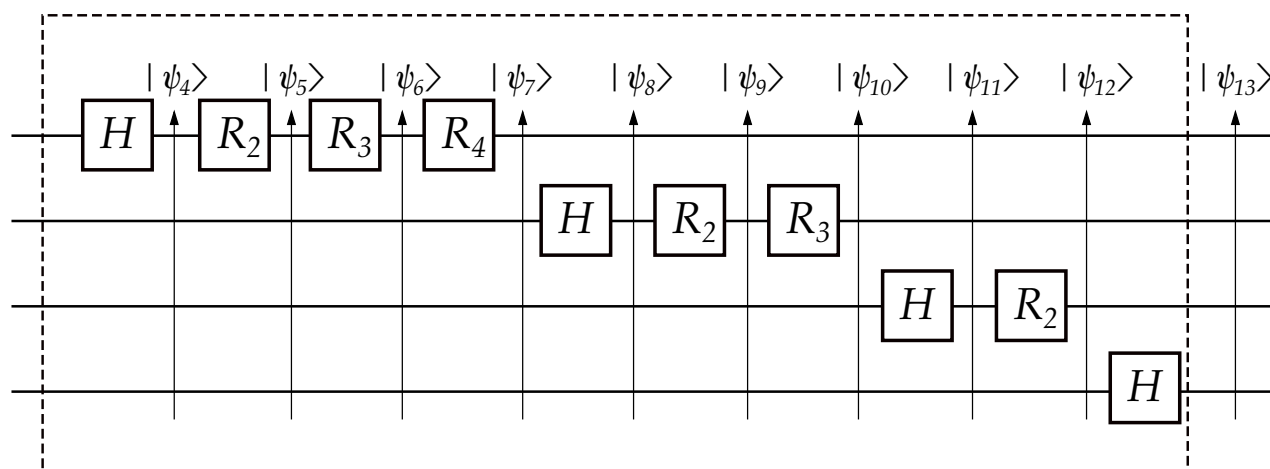 | ψ4⟩ | ψ5⟩ | ψ6⟩ | ψ7⟩ | ψ8⟩ | ψ9⟩ | ψ10⟩ | ψ11⟩ | ψ12⟩ | ψ13⟩
H R2 R3 R4
H R2 R3
H R2
H